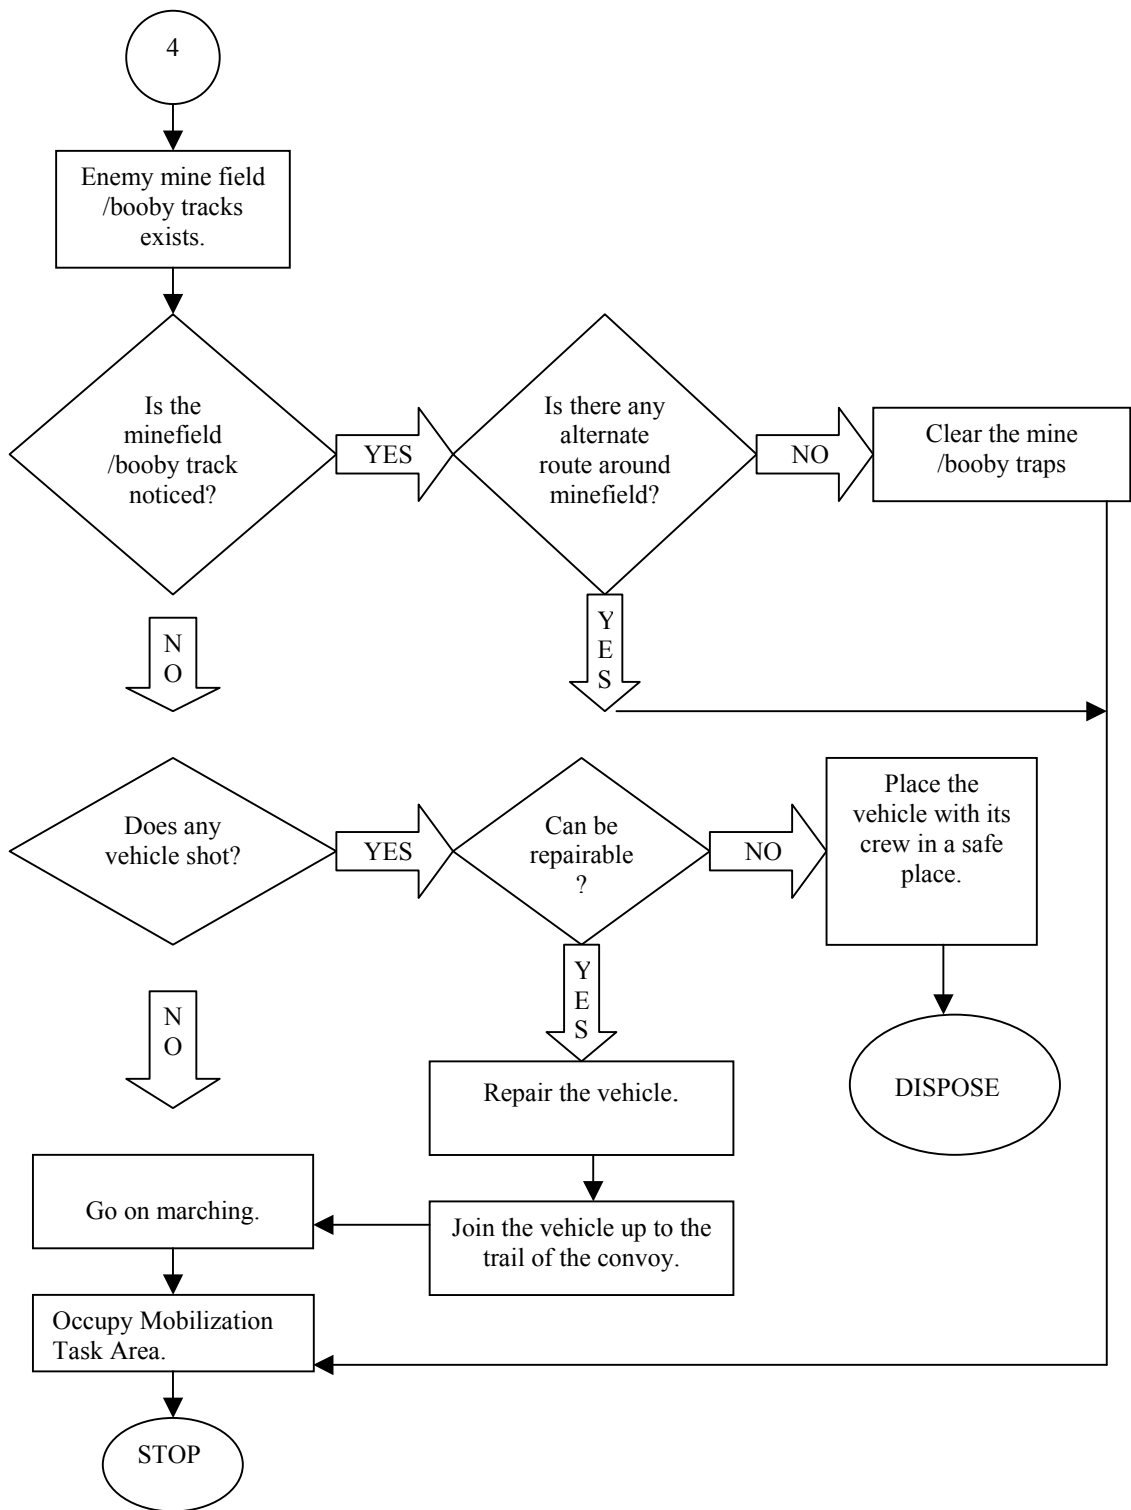 4
Enemy mine field
/booby tracks
exists.
Is the
minefield
/booby track
noticed?
YES
Is there any
alternate
route around
minefield?
NO
Clear the mine
/booby traps
N
O
Y
E
S
Does any
vehicle shot?
YES
Can be
repairable
?
NO
Place the
vehicle with its
crew in a safe
place.
N
O
Y
E
S
DISPOSE
Repair the vehicle.
Go on marching.
Join the vehicle up to the
trail of the convoy.
Occupy Mobilization
Task Area.
STOP